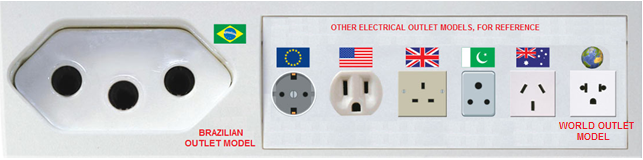 OTHER ELECTRICAL OUTLET MODELS, FOR REFERENCE
BRAZILIAN
OUTLET MODEL
WORLD OUTLET
MODEL